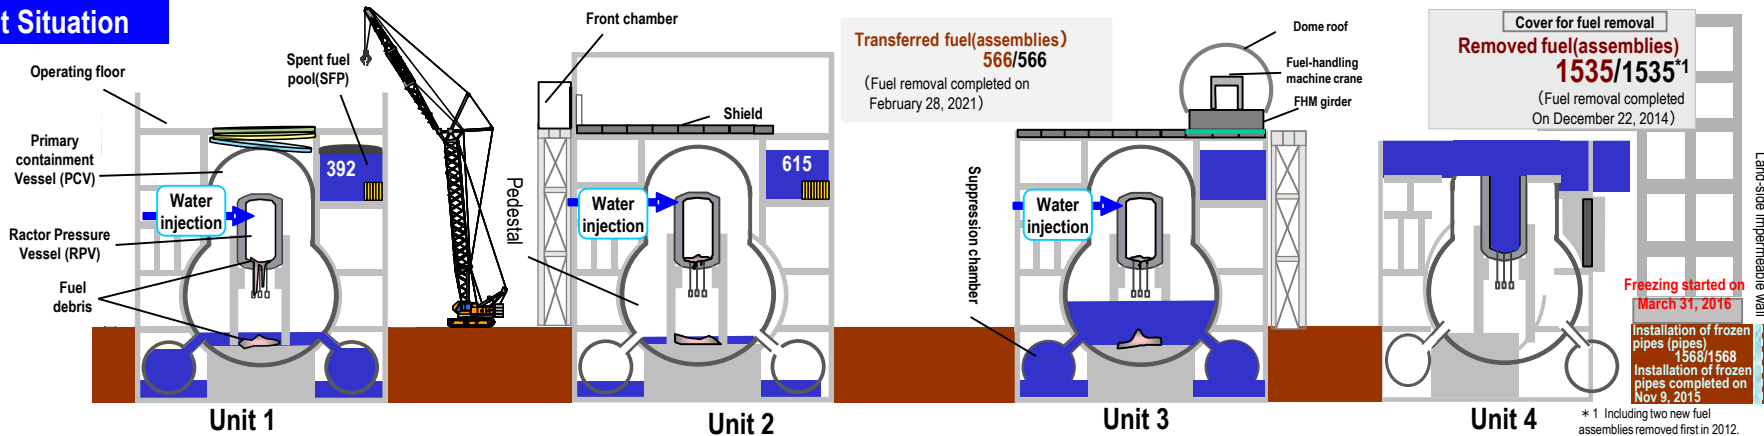 t Situation
Operating floor
Primary
containment
Vessel (PCV)
Ractor Pressure
Vessel (RPV)
Fuel
debris
Spent fuel
pool(SFP)
392
Water
injection
Unit 1
Front chamber
Pedestal
Shield
615
Water
injection
Unit 2
Transferred fuel(assemblies)
566/566
(Fuel removal completed on
February 28, 2021)
Suppression chamber
Dome roof
Fuel-handling
machine crane
FHM girder
Water
injection
Unit 3
Cover for fuel removal
Removed fuel(assemblies)
1535/1535*1
(Fuel removal completed
On December 22, 2014)
Unit 4
Land-side impermeable wall
Freezing started on
March 31, 2016
Installation of frozen
pipes (pipes)
1568/1568
Installation of frozen
pipes completed on
Nov 9, 2015
＊1 Including two new fuel
assemblies removed first in 2012.